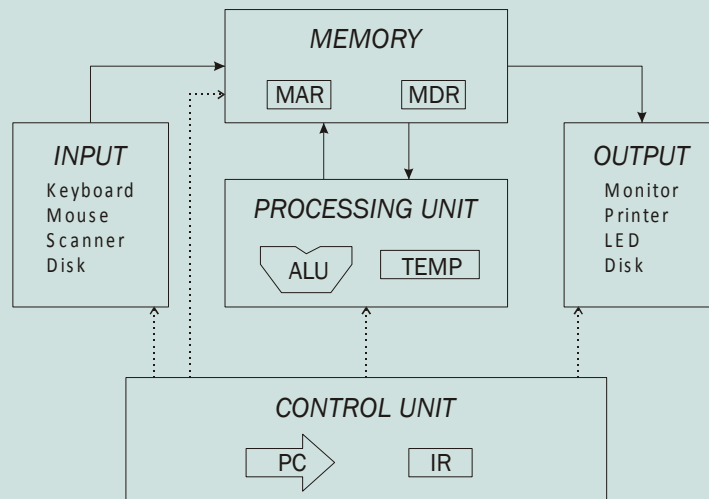 MEMORY
MAR
MDR
INPUT
Keyboard
Mouse
Scanner
Disk
PROCESSING UNIT
ALU
TEMP
OUTPUT
Monitor
Printer
LED
Disk
CONTROL UNIT
PC
IR